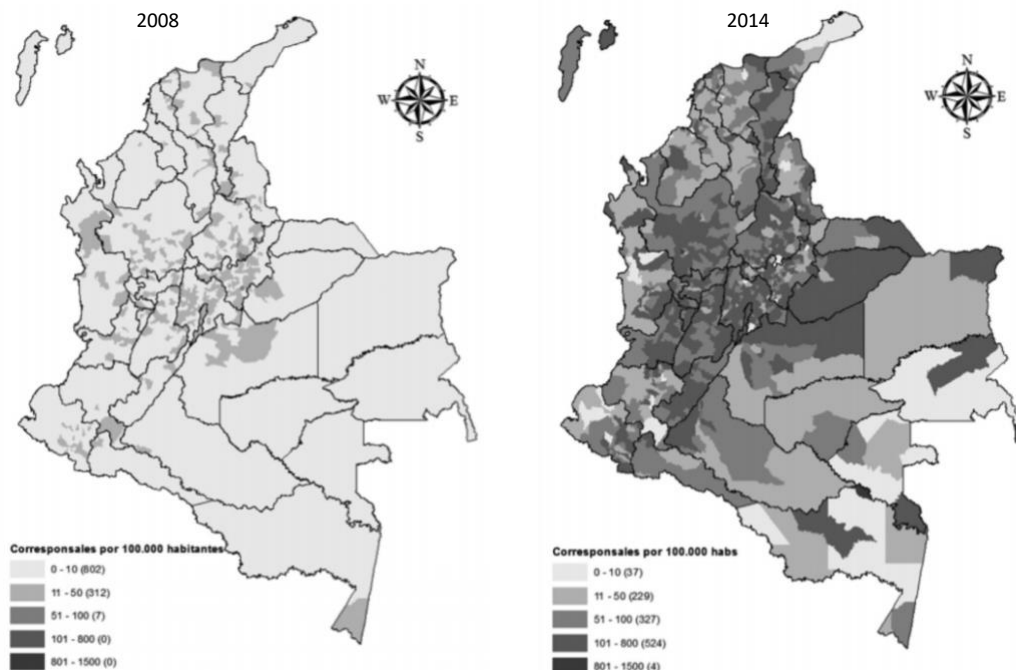 2008
N
W E
S
Corresponsales por 100.000 habitantes
0 - 10 (802)
11 - 50 (312)
51 - 100 (7)
101 - 800 (0)
801 - 1500 (0)
2014
N
W E
S
Corresponsales por 100.000 habs
0 - 10 (37)
11 - 50 (229)
51 - 100 (327)
101 - 800 (524)
801 - 1500 (4)